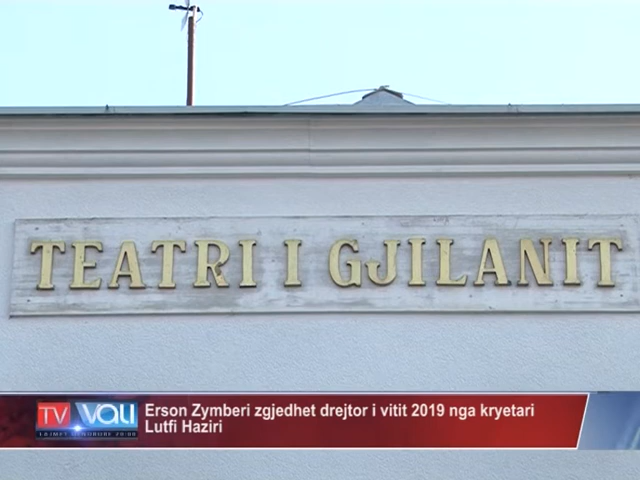 TEATRI I GJILANIT
TV VALI
Erson Zymberi zgjedhet drejtor i vitit 2019 nga kryetari
Lutfi Haziri